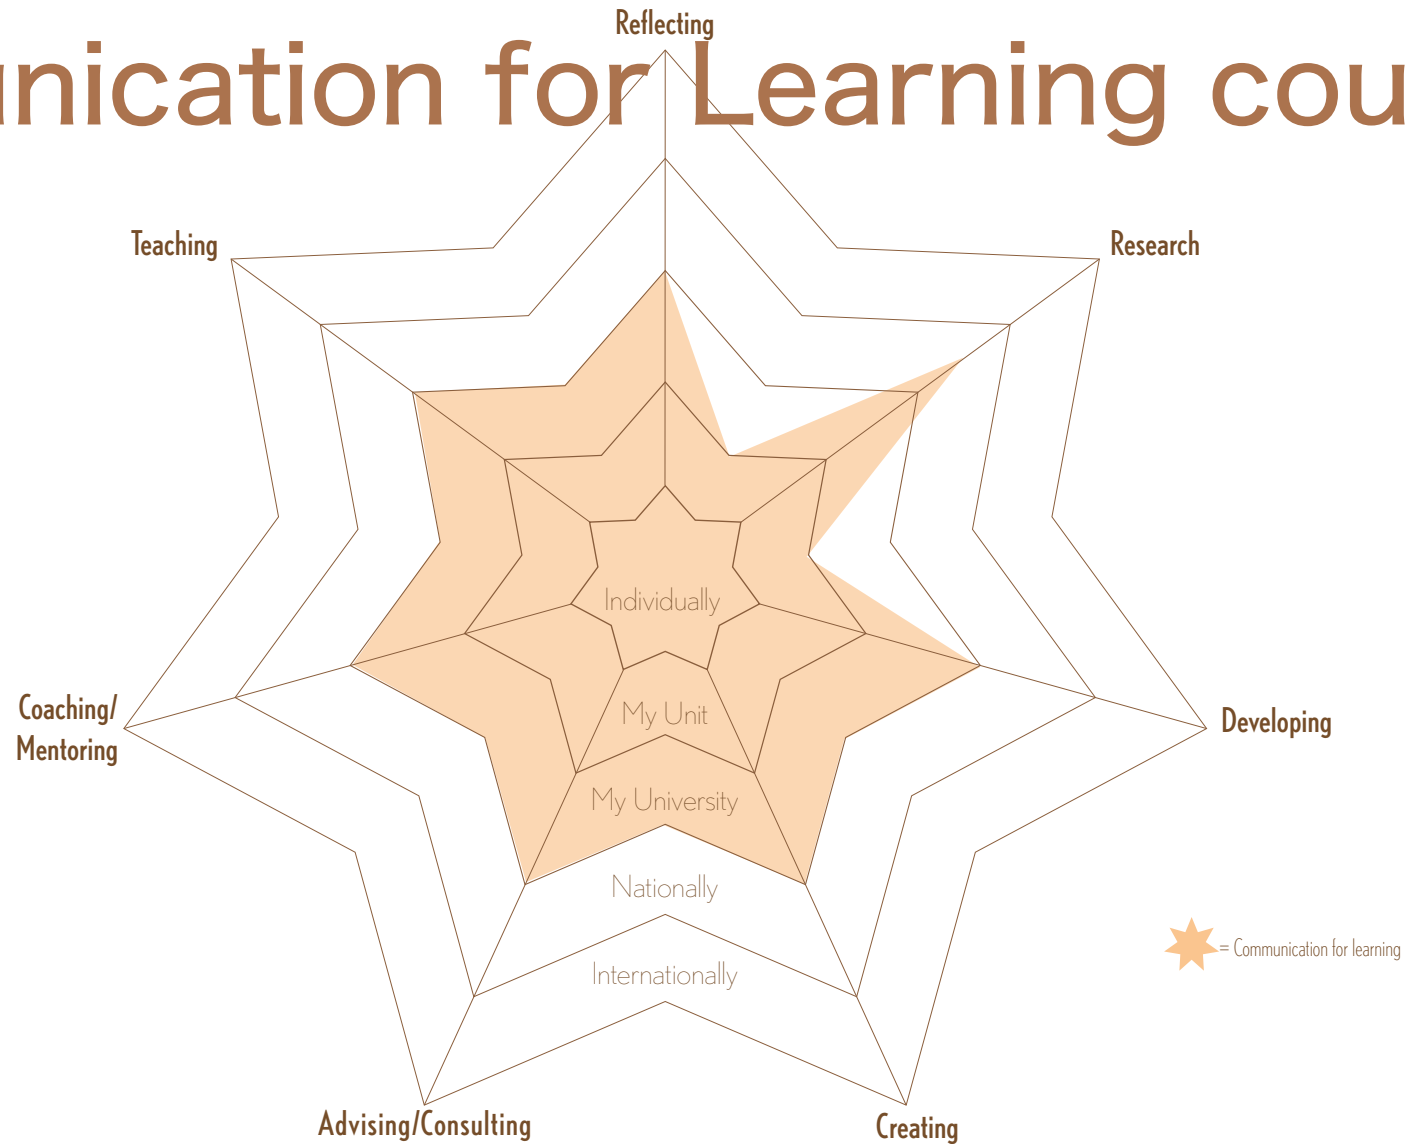 Reflecting
unication for Learning cou
Teaching
Research
Individually
Coaching/
Mentoring
My Unit
Developing
My University
Nationally
= Communication for learning
Internationally
Advising/Consulting
Creating